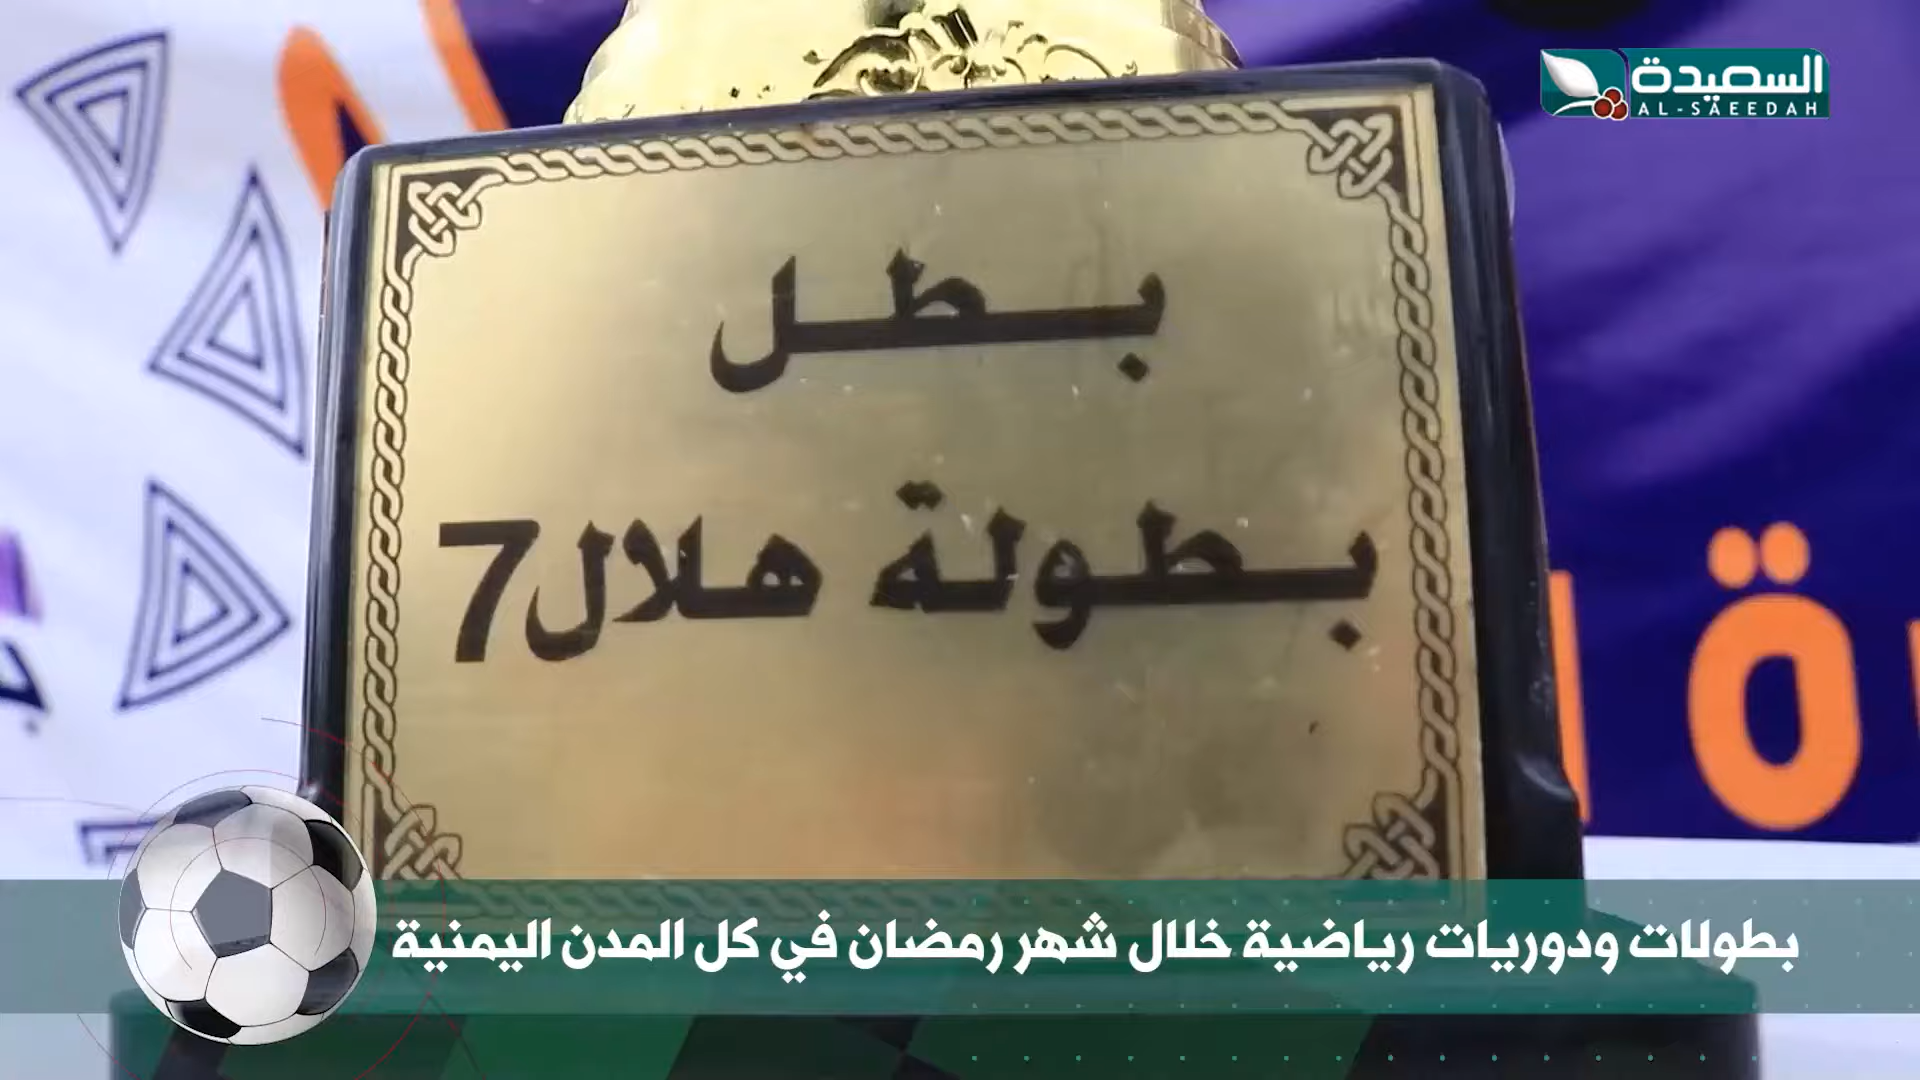 السعيدة
AL-SAEEDAH
بطل
بطولة هلال7
بطولات ودوريات رياضية خلال شهر رمضان في كل المدن اليمنية